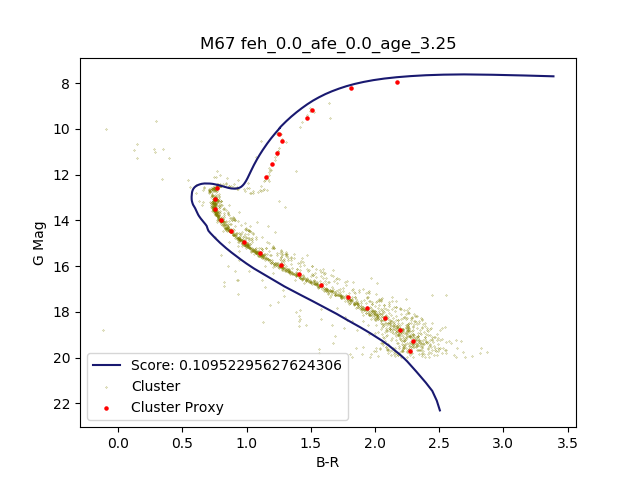 M67 feh_0.0_afe_0.0_age_3.25
8
10
12
14
16
18
20
22
G Mag
Score: 0.10952295627624306
Cluster
Cluster Proxy
0.0 0.5 1.0 1.5 2.0 2.5 3.0 3.5
B-R